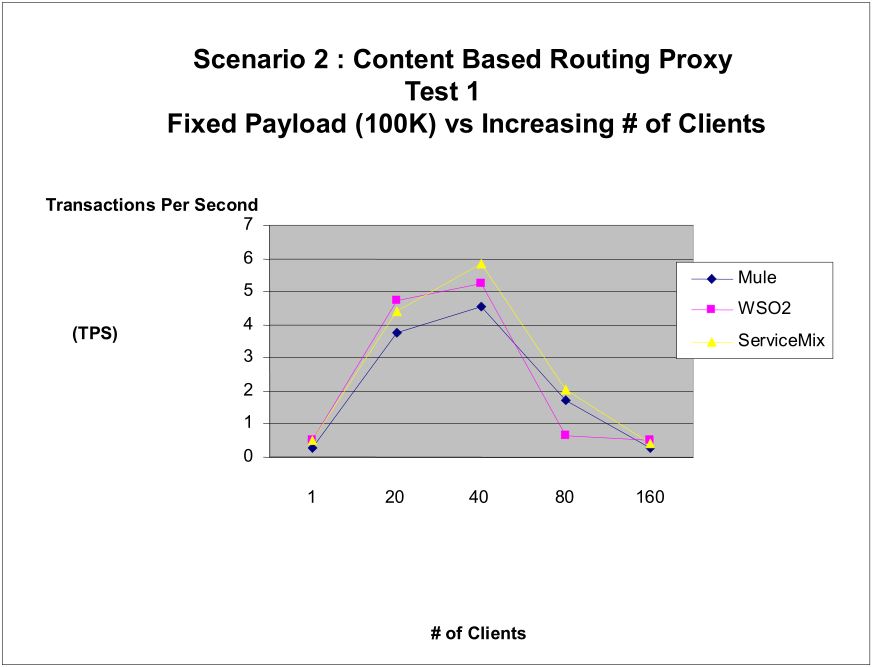 Scenario 2 : Content Based Routing Proxy
Test 1
Fixed Payload (100K) vs Increasing # of Clients
Transactions Per Second
(TPS)
7
6
5
4
3
2
1
0
1
20
40
80
160
Mule
WSO2
ServiceMix
# of Clients